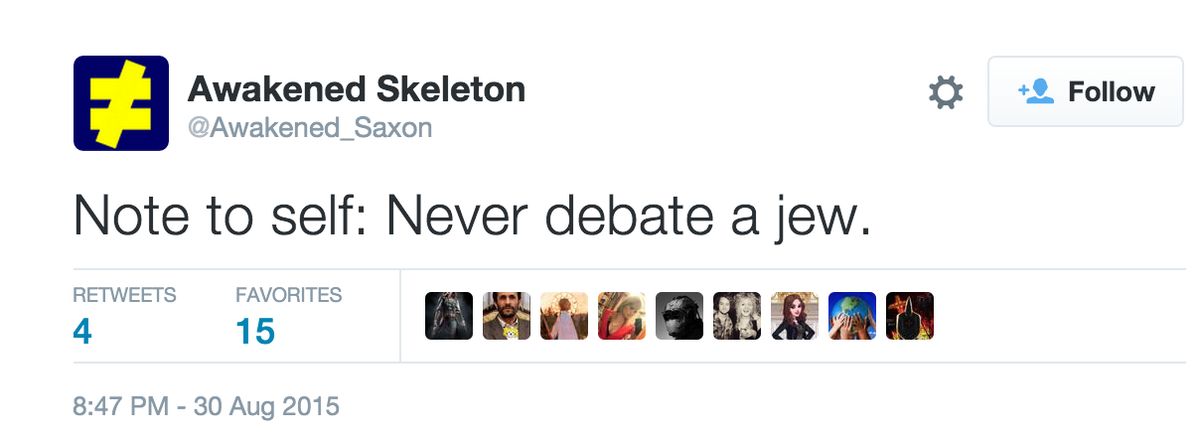 Awakened Skeleton
@Awakened_Saxon
Follow
Note to self: Never debate a jew.
RETWEETS FAVORITES
4 15
8:47 PM - 30 Aug 2015